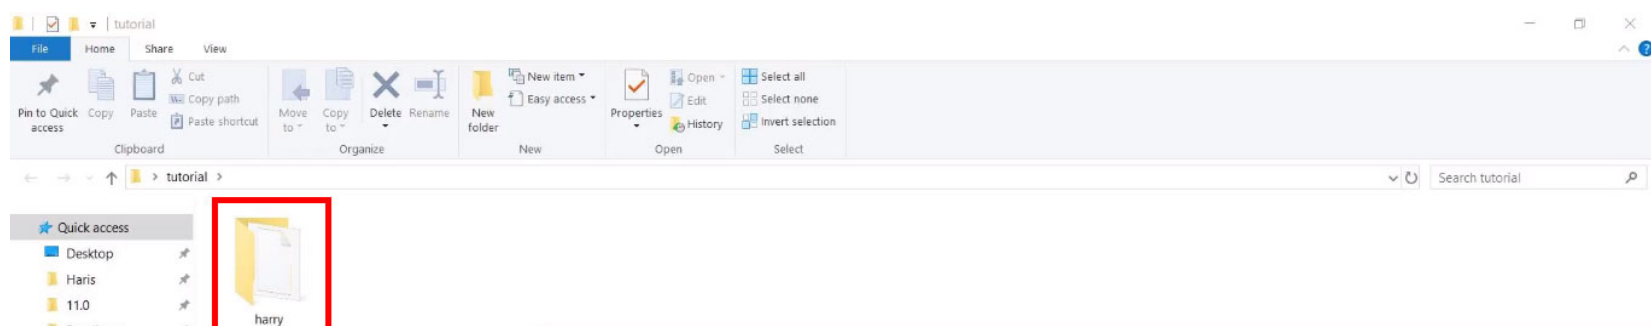 tutorial
File Home Share View
Pin to Quick access
Copy
Paste
Cut
Copy path
Paste shortcut
Clipboard
Move to
Copy to
Delete
Rename
Organize
New folder
New item
Easy access
New
Properties
Open
Edit
History
Open
Select all
Select none
Invert selection
Select
> tutorial >
Search tutorial
Quick access
Desktop
Haris
11.0
harry